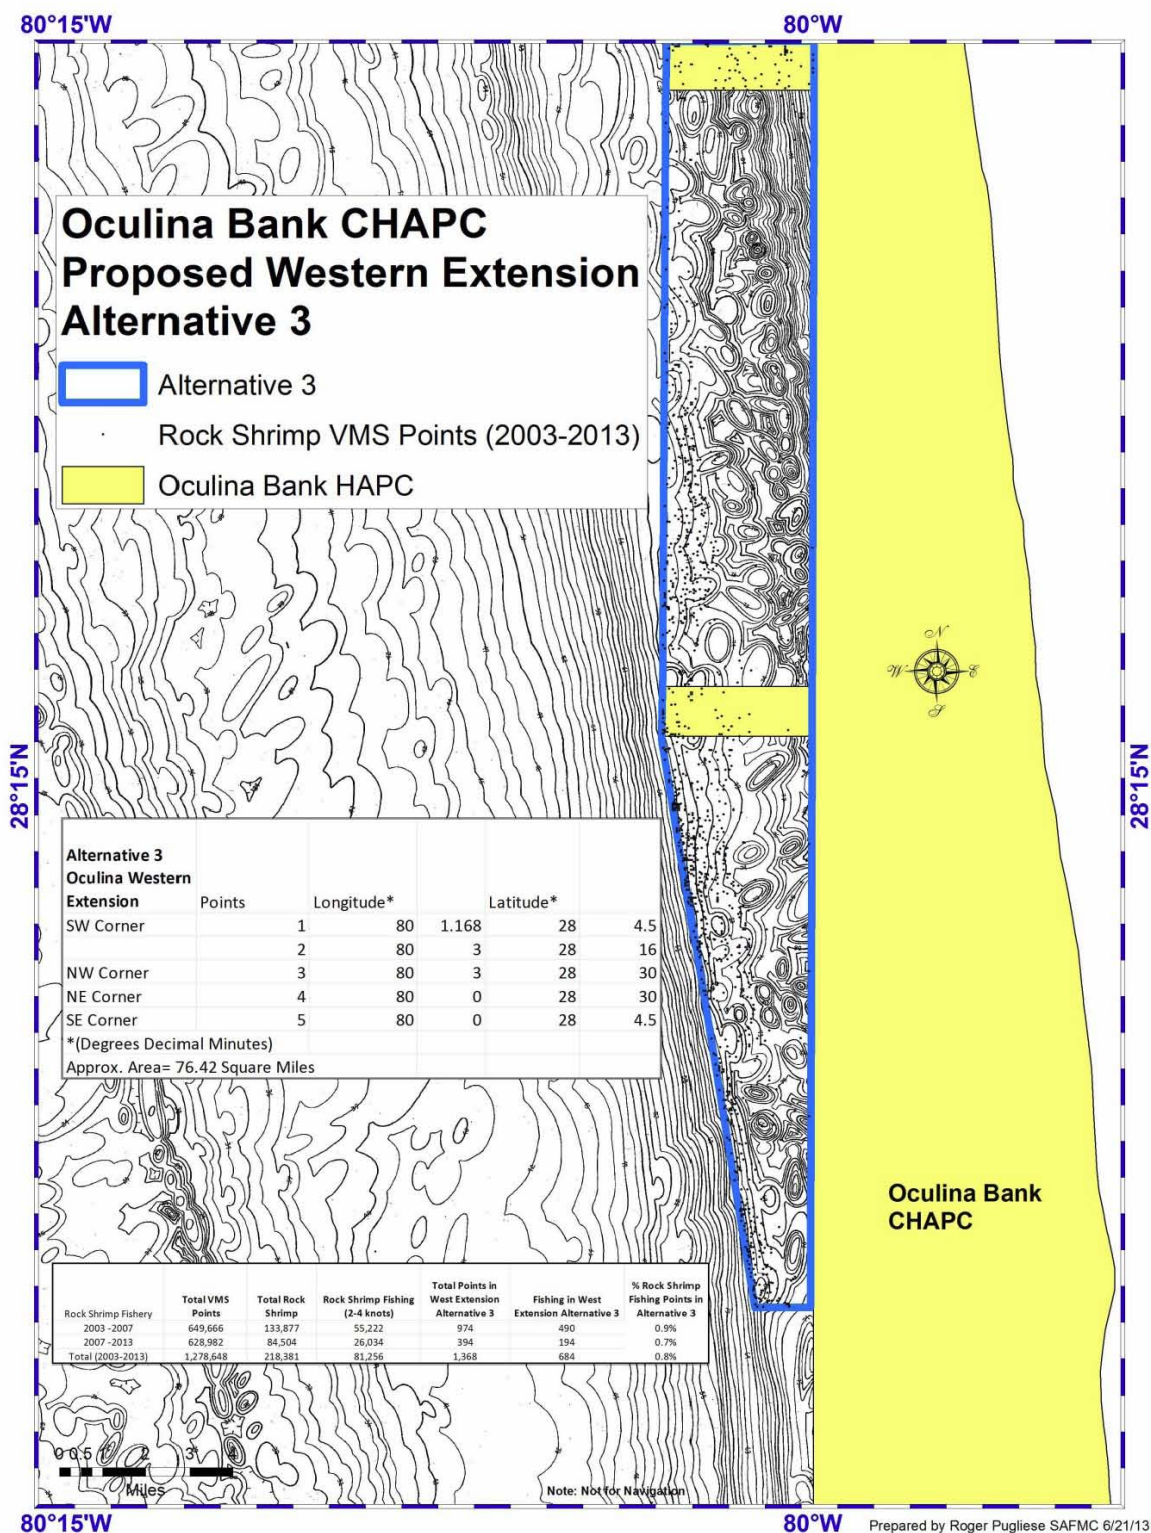 80°15'W 80°W
Oculina Bank CHAPC
Proposed Western Extension
Alternative 3
Alternative 3
Rock Shrimp VMS Points (2003-2013)
Oculina Bank HAPC
N
W E
S
28°15'N 28°15'N
Alternative 3
Oculina Western
Extension Points Longitude* Latitude*
SW Corner 1 80 1.168 28 4.5
2 80 3 28 16
NW Corner 3 80 3 28 30
NE Corner 4 80 0 28 30
SE Corner 5 80 0 28 4.5
*(Degrees Decimal Minutes)
Approx. Area= 76.42 Square Miles
Oculina Bank
CHAPC
Rock Shrimp Fishery Total VMS Points Total Rock Shrimp Rock Shrimp Fishing (2-4 knots) Total Points in West Extension Alternative 3 Fishing in West Extension Alternative 3 % Rock Shrimp Fishing Points in Alternative 3
2003 -2007 649,666 133,877 55,222 974 490 0.9%
2007 -2013 628,982 84,504 26,034 394 194 0.7%
Total (2003-2013) 1,278,648 218,381 81,256 1,368 684 0.8%
0 0.5 1 2 3 4
Miles
Note: Not for Navigation
80°15'W 80°W
Prepared by Roger Pugliese SAFMC 6/21/13